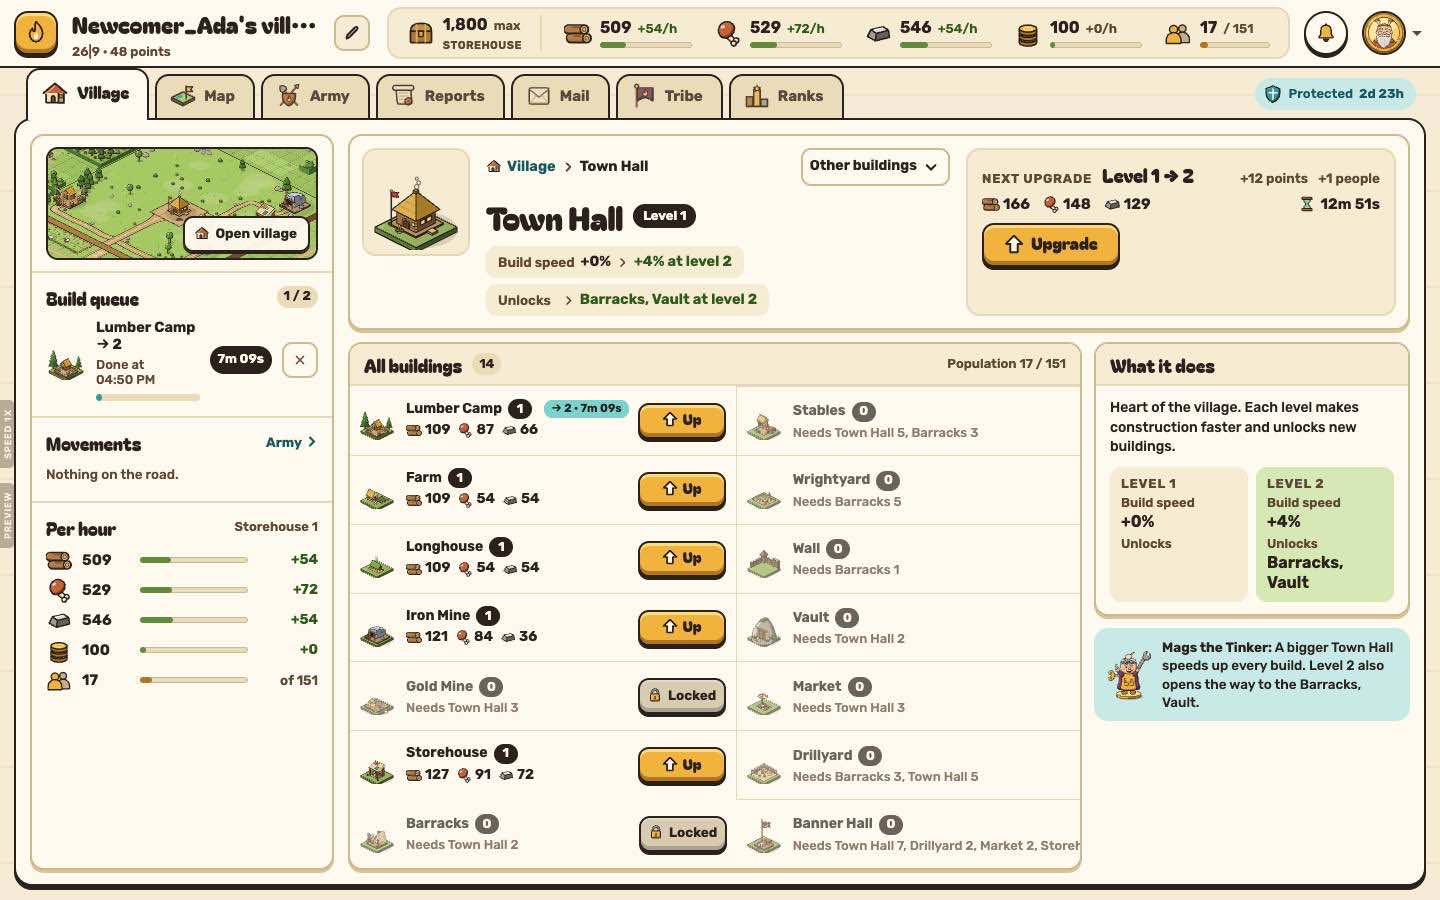 Newcomer_Ada's vill•••
26|9 • 48 points
1,800 max
STOREHOUSE
509 +54/h
529 +72/h
546 +54/h
100 +0/h
17 / 151
Village
Map
Army
Reports
Mail
Tribe
Ranks
Protected 2d 23h
SPEED 1X
PREVIEW
Open village
Build queue 1 / 2
Lumber Camp
→ 2
Done at
04:50 PM
7m 09s
×
Movements Army >
Nothing on the road.
Per hour Storehouse 1
509 +54
529 +72
546 +54
100 +0
17 of 151
Village > Town Hall
Other buildings
Town Hall Level 1
Build speed +0% > +4% at level 2
Unlocks > Barracks, Vault at level 2
NEXT UPGRADE Level 1 → 2 +12 points +1 people
166 148 129 12m 51s
Upgrade
All buildings 14 Population 17 / 151
Lumber Camp 1 → 2 • 7m 09s
109 87 66
Up
Farm 1
109 54 54
Up
Longhouse 1
109 54 54
Up
Iron Mine 1
121 84 36
Up
Gold Mine 0
Needs Town Hall 3
Locked
Storehouse 1
127 91 72
Up
Barracks 0
Needs Town Hall 2
Locked
Stables 0
Needs Town Hall 5, Barracks 3
Wrightyard 0
Needs Barracks 5
Wall 0
Needs Barracks 1
Vault 0
Needs Town Hall 2
Market 0
Needs Town Hall 3
Drillyard 0
Needs Barracks 3, Town Hall 5
Banner Hall 0
Needs Town Hall 7, Drillyard 2, Market 2, Storeh
What it does
Heart of the village. Each level makes
construction faster and unlocks new
buildings.
LEVEL 1
Build speed
+0%
Unlocks
LEVEL 2
Build speed
+4%
Unlocks
Barracks,
Vault
Mags the Tinker: A bigger Town Hall
speeds up every build. Level 2 also
opens the way to the Barracks,
Vault.